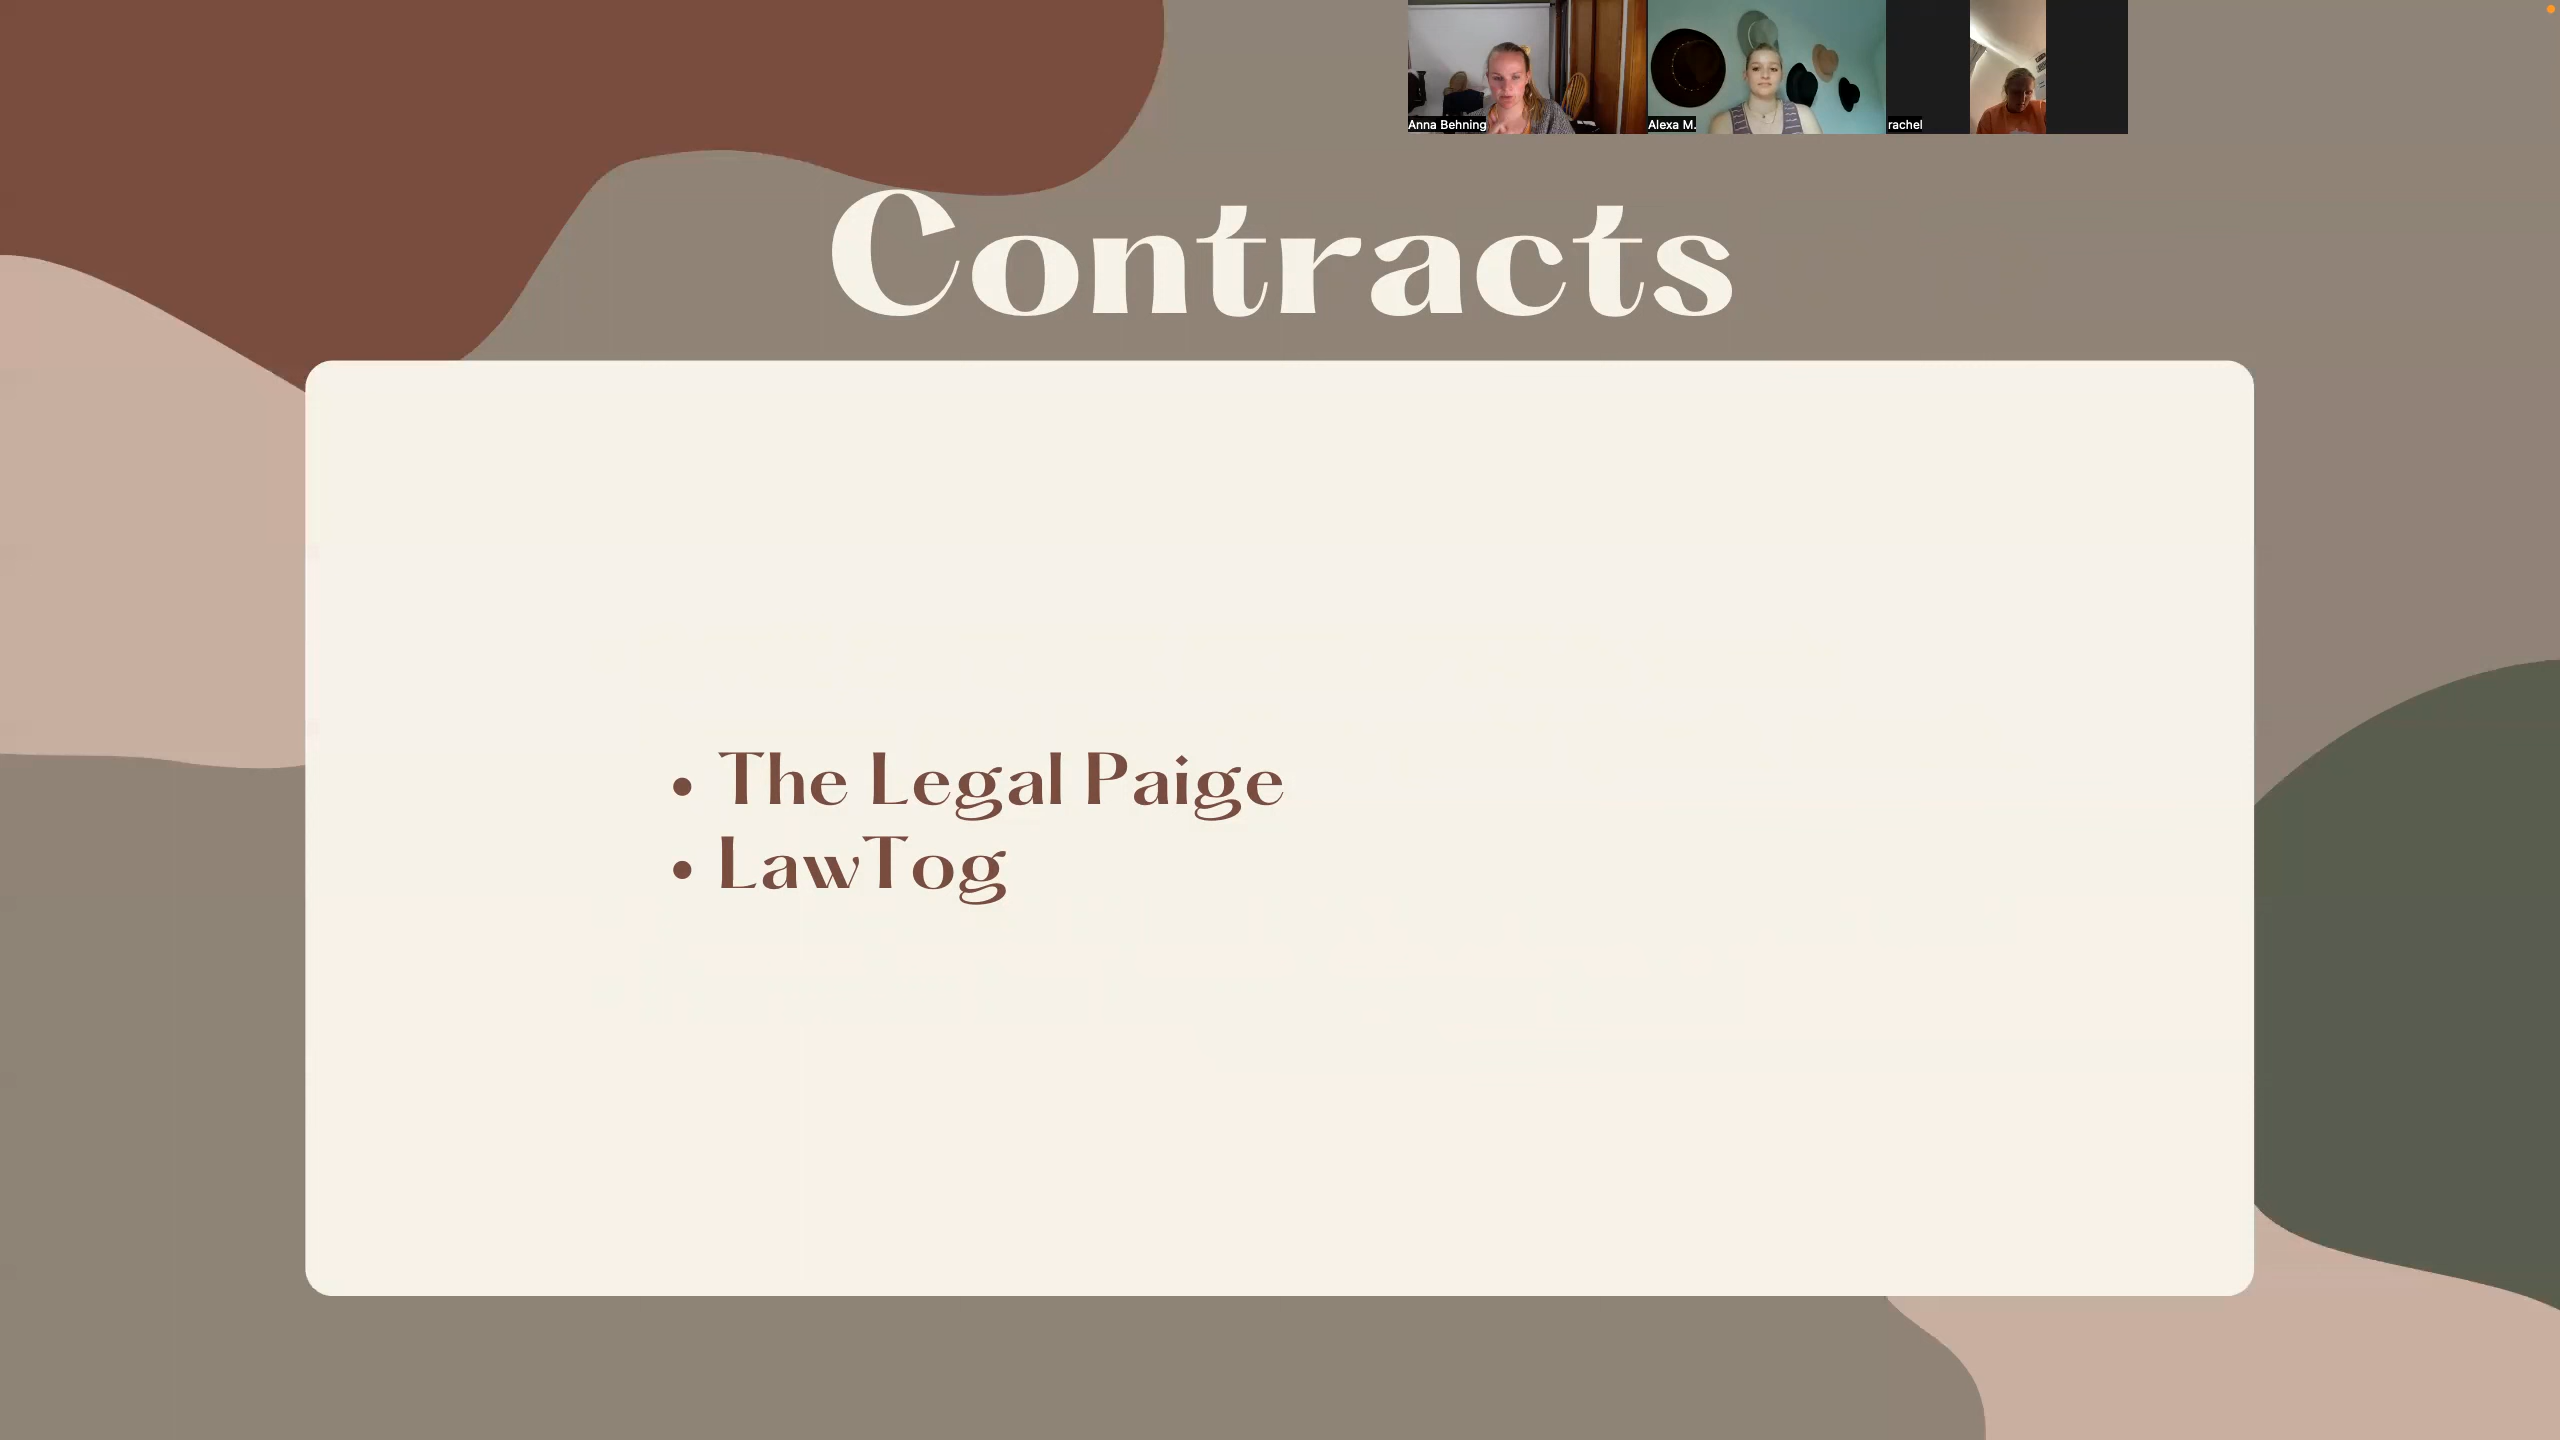 Anna Behning
Alexa M.
rachel
Contracts
• The Legal Paige
• LawTog